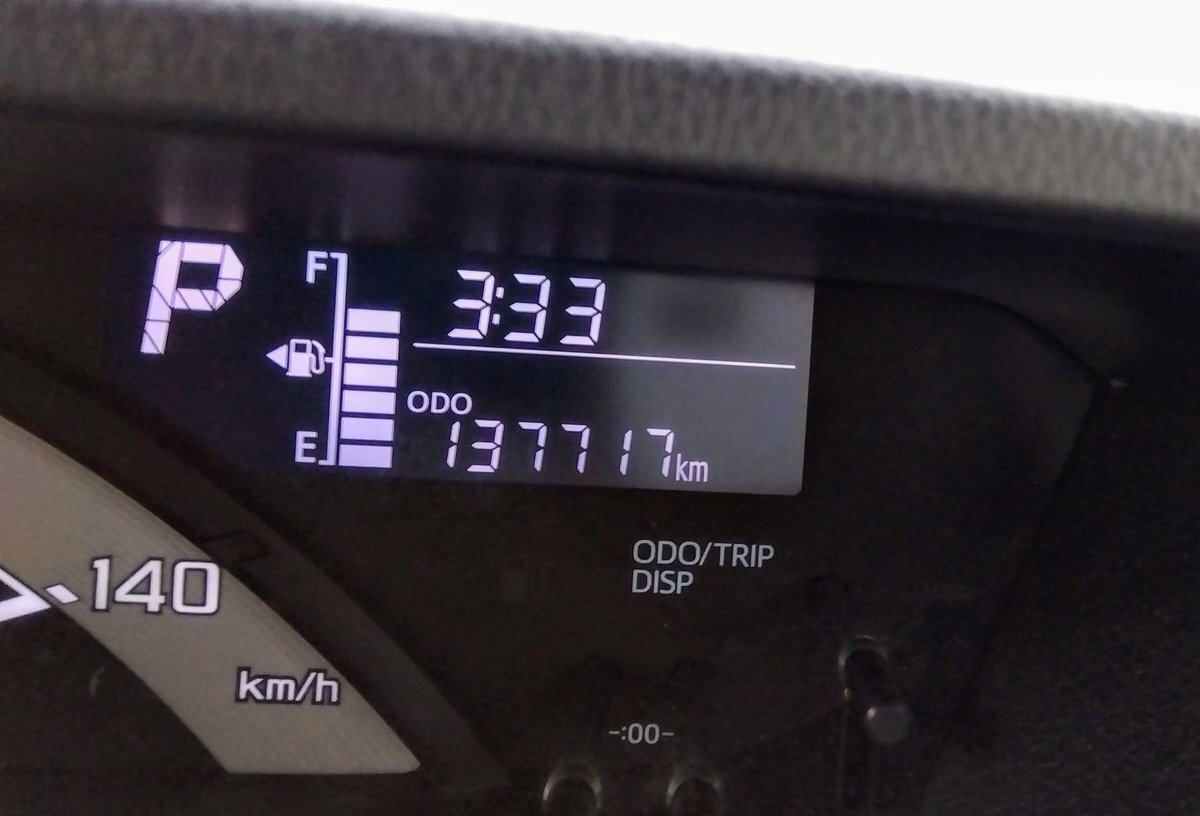 P
F
3:33
ODO
E
137717km
140
km/h
ODO/TRIP
DISP
-:00-